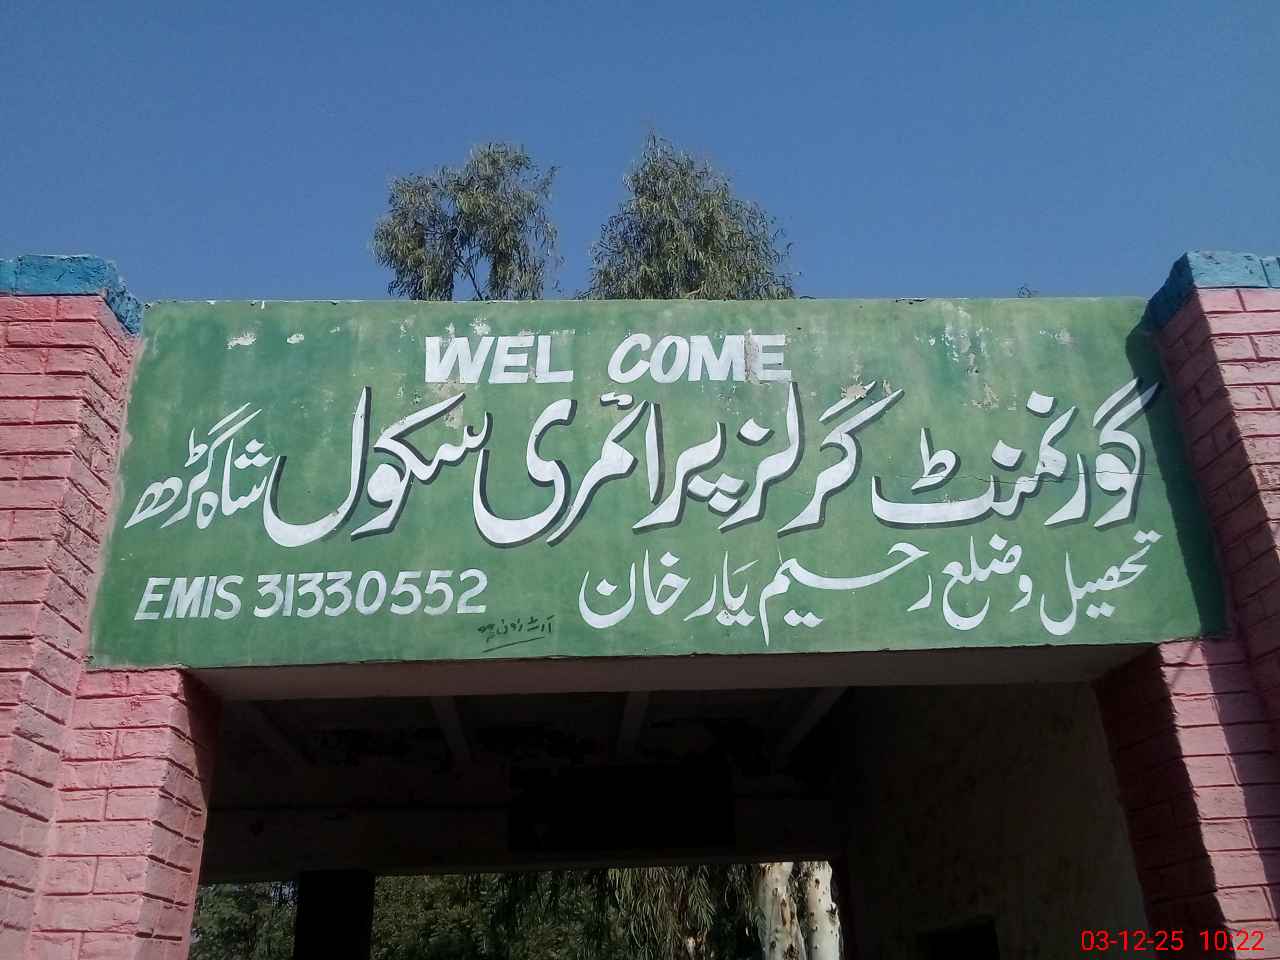 WEL COME
گورنمنٹ گرلز پرائمری سکول شاہ گڑھ
تحصیل و ضلع رحیم یار خان
EMIS 31330552
03-12-25 10:22